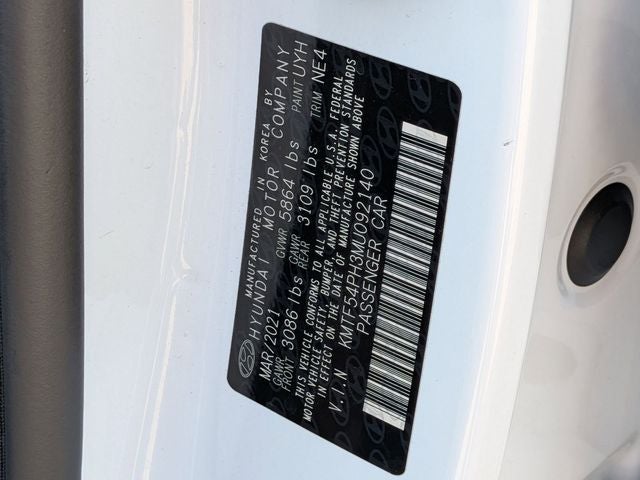 MANUFACTURED IN KOREA BY
HYUNDAI MOTOR COMPANY
MAR/2021 GVWR 5864 lbs PAINT UYH
GAWR FRONT 3086 lbs GAWR REAR 3109 lbs TRIM NE4
THIS VEHICLE CONFORMS TO ALL APPLICABLE U.S.A. FEDERAL
MOTOR VEHICLE SAFETY, BUMPER, AND THEFT PREVENTION STANDARDS
IN EFFECT ON THE DATE OF MANUFACTURE SHOWN ABOVE
V.I.N KMTF54PH3MU092140
PASSENGER CAR